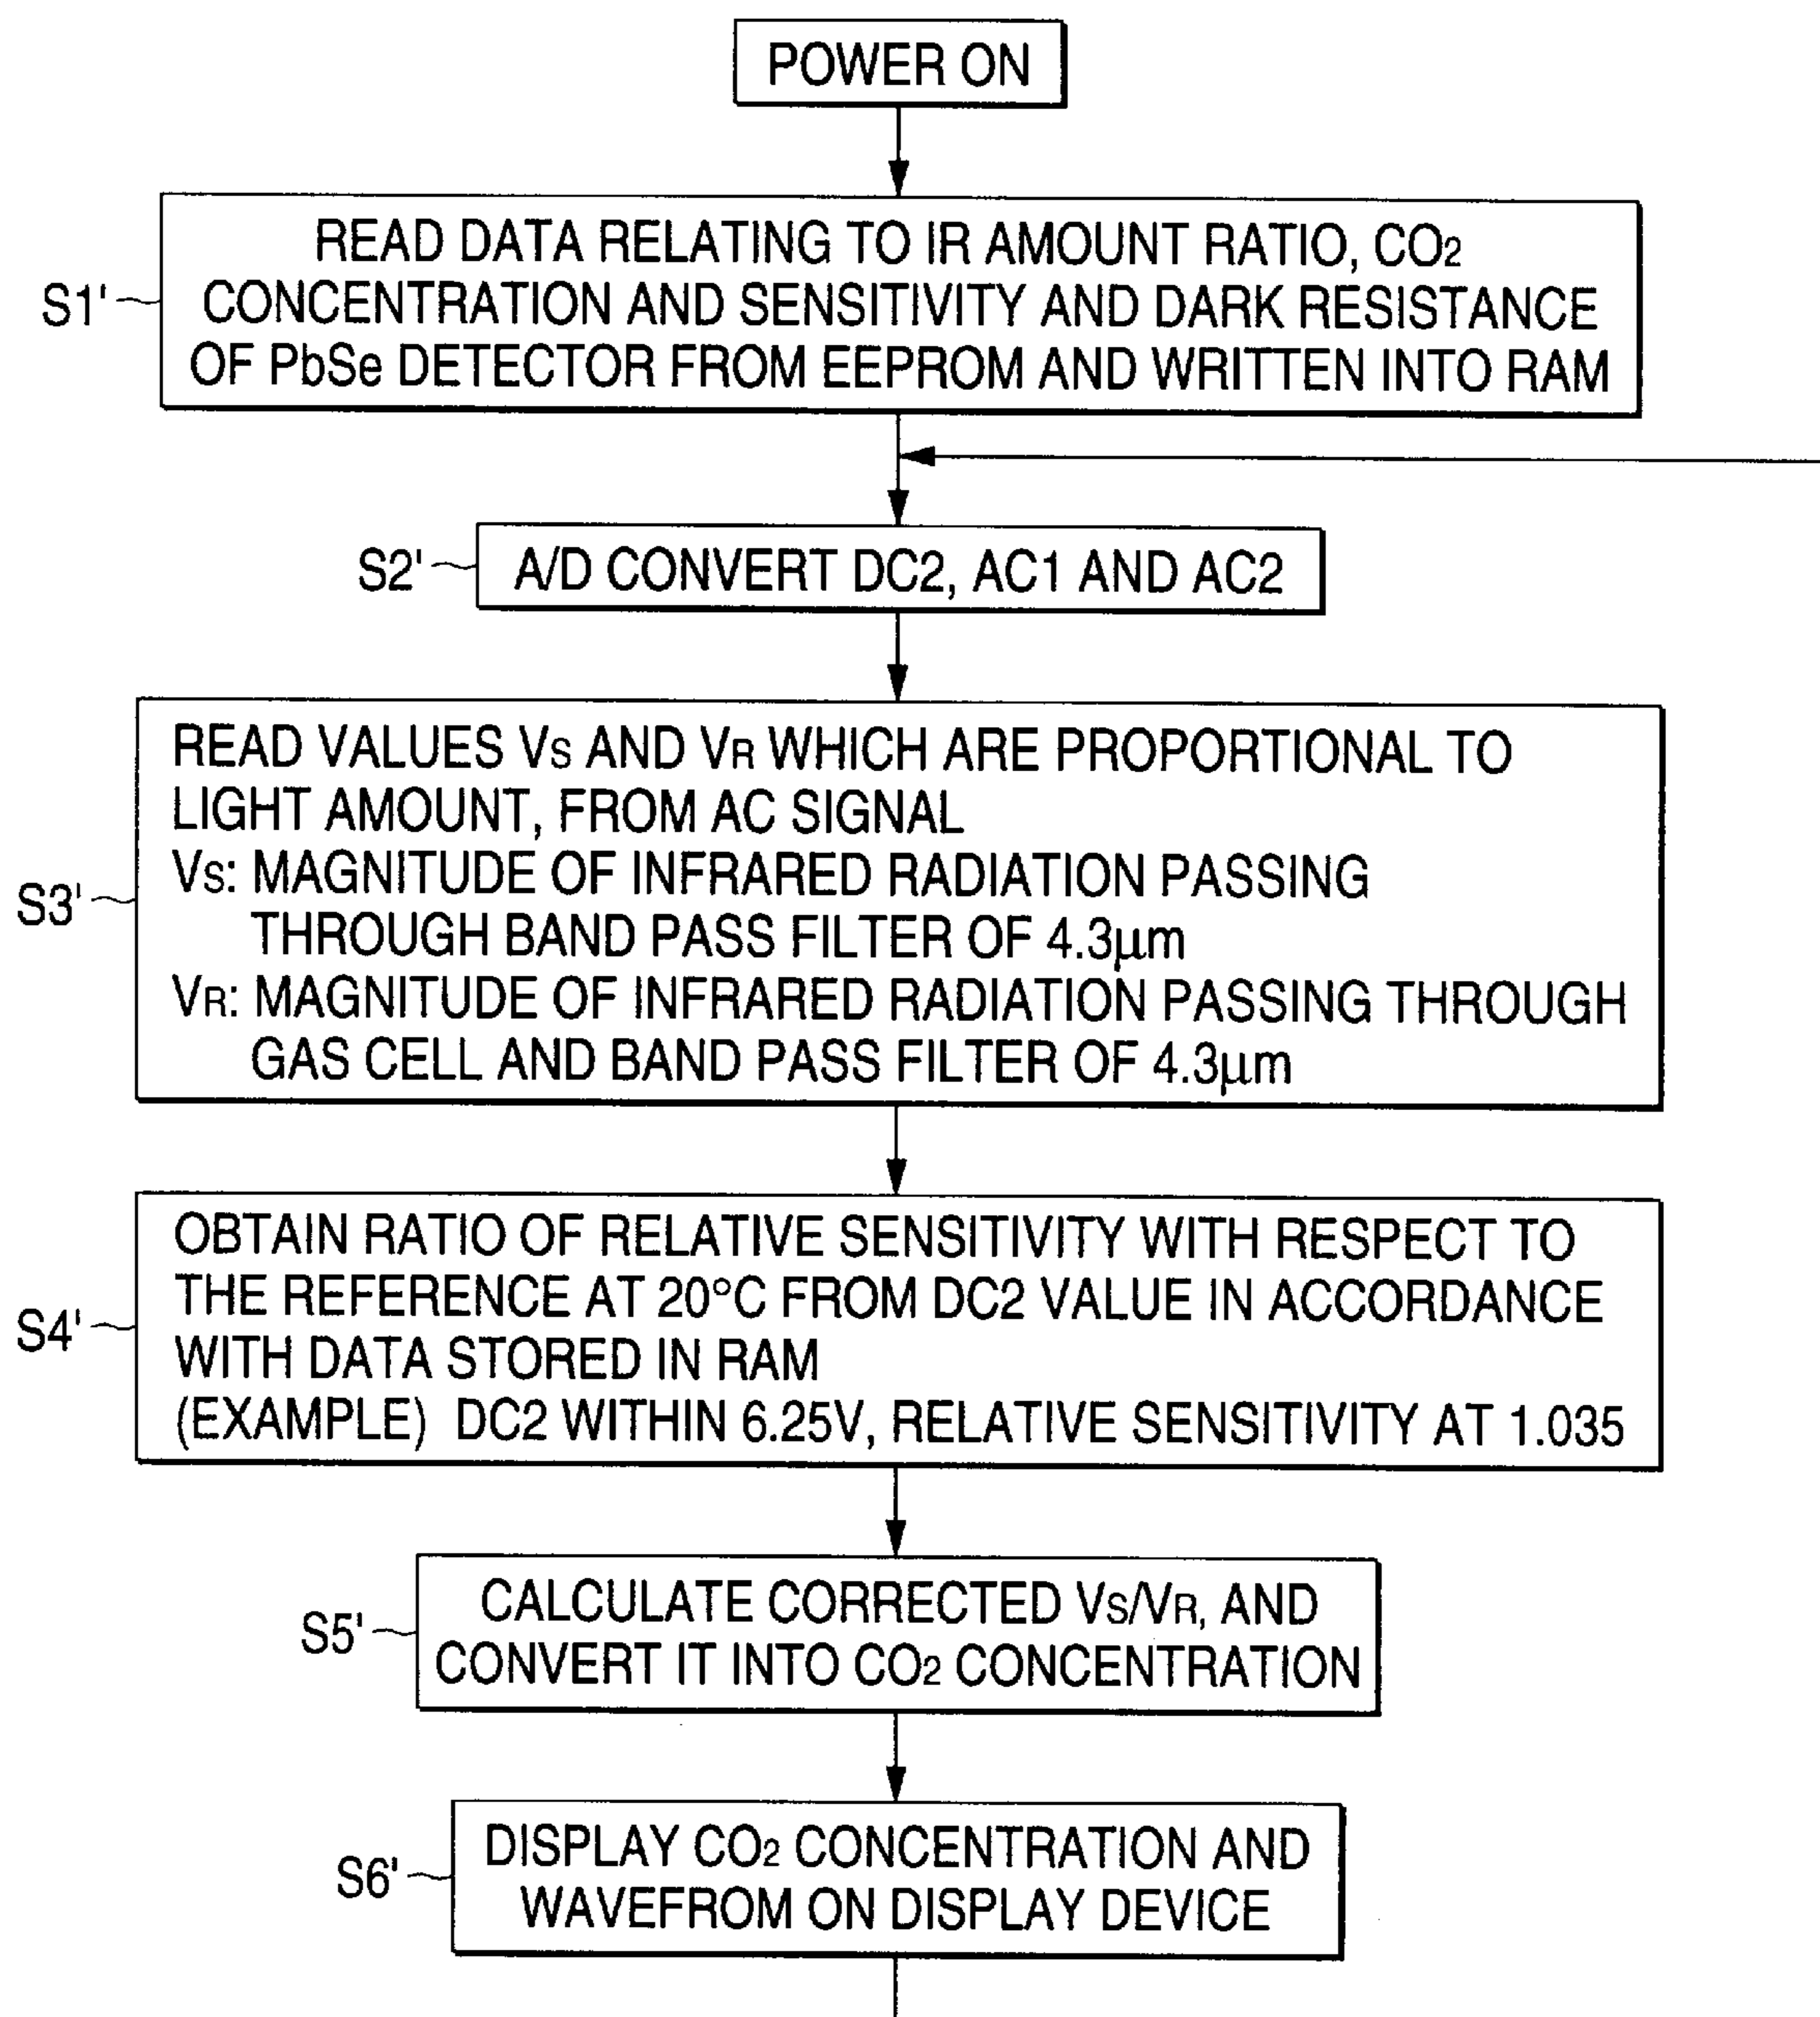 POWER ON
S1'
READ DATA RELATING TO IR AMOUNT RATIO, CO2
CONCENTRATION AND SENSITIVITY AND DARK RESISTANCE
OF PbSe DETECTOR FROM EEPROM AND WRITTEN INTO RAM
S2'
A/D CONVERT DC2, AC1 AND AC2
S3'
READ VALUES VS AND VR WHICH ARE PROPORTIONAL TO
LIGHT AMOUNT, FROM AC SIGNAL
VS: MAGNITUDE OF INFRARED RADIATION PASSING
THROUGH BAND PASS FILTER OF 4.3μm
VR: MAGNITUDE OF INFRARED RADIATION PASSING THROUGH
GAS CELL AND BAND PASS FILTER OF 4.3μm
S4'
OBTAIN RATIO OF RELATIVE SENSITIVITY WITH RESPECT TO
THE REFERENCE AT 20°C FROM DC2 VALUE IN ACCORDANCE
WITH DATA STORED IN RAM
(EXAMPLE) DC2 WITHIN 6.25V, RELATIVE SENSITIVITY AT 1.035
S5'
CALCULATE CORRECTED VS/VR, AND
CONVERT IT INTO CO2 CONCENTRATION
S6'
DISPLAY CO2 CONCENTRATION AND
WAVEFROM ON DISPLAY DEVICE